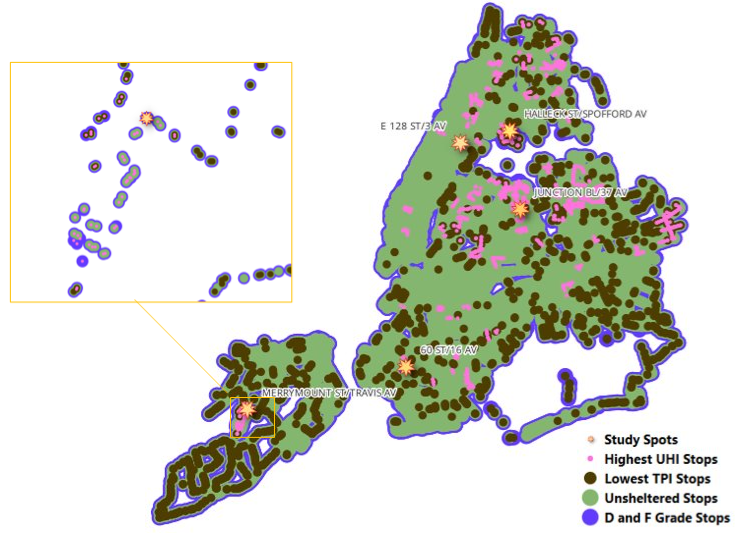 HALLECK ST/SPOFFORD AV
E 128 ST/3 AV
JUNCTION BL/37 AV
60 ST/16 AV
MERRYMOUNT ST/TRAVIS AV
Study Spots
Highest UHI Stops
Lowest TPI Stops
Unsheltered Stops
D and F Grade Stops